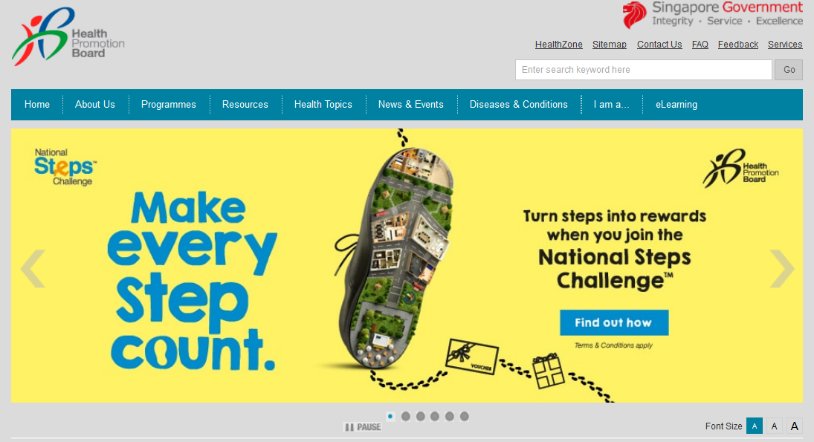 Health
Promotion
Board
Singapore Government
Integrity · Service · Excellence
HealthZone Sitemap Contact Us FAQ Feedback Services
Enter search keyword here Go
Home About Us Programmes Resources Health Topics News & Events Diseases & Conditions I am a... eLearning
National
Steps™
Challenge
Health
Promotion
Board
Make
every
step
count.
Turn steps into rewards
when you join the
National Steps
Challenge™
Find out how
Terms & Conditions apply
VOUCHER
PAUSE
Font Size A A A